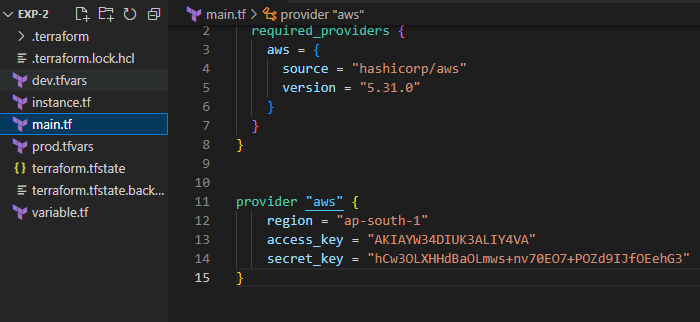 EXP-2
main.tf > provider "aws"
.terraform
.terraform.lock.hcl
dev.tfvars
instance.tf
main.tf
prod.tfvars
terraform.tfstate
terraform.tfstate.back...
variable.tf
2 required_providers {
3 aws = {
4 source = "hashicorp/aws"
5 version = "5.31.0"
6 }
7 }
8 }
9
10
11 provider "aws" {
12 region = "ap-south-1"
13 access_key = "AKIAYW34DIUK3ALIY4VA"
14 secret_key = "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"
15 }